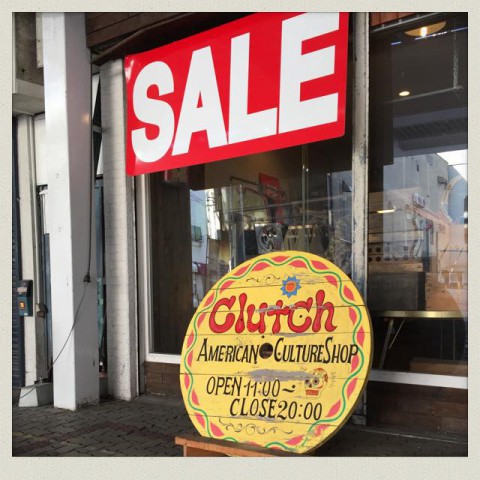 SALE
Clutch
AMERICAN CULTURE SHOP
OPEN 11:00~
CLOSE 20:00